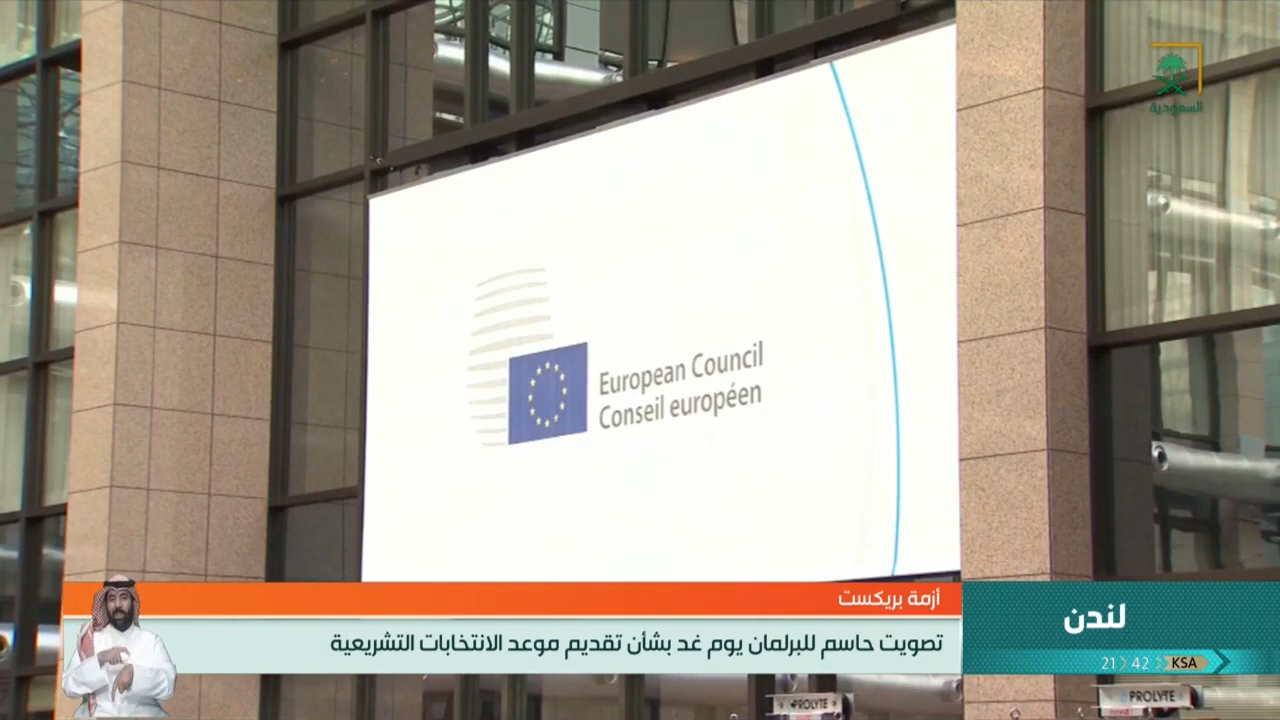 السعودية
European Council
Conseil européen
أزمة بريكست
تصويت حاسم للبرلمان يوم غد بشأن تقديم موعد الانتخابات التشريعية
لندن
21 42 KSA
PROLYTE
PROLYTE